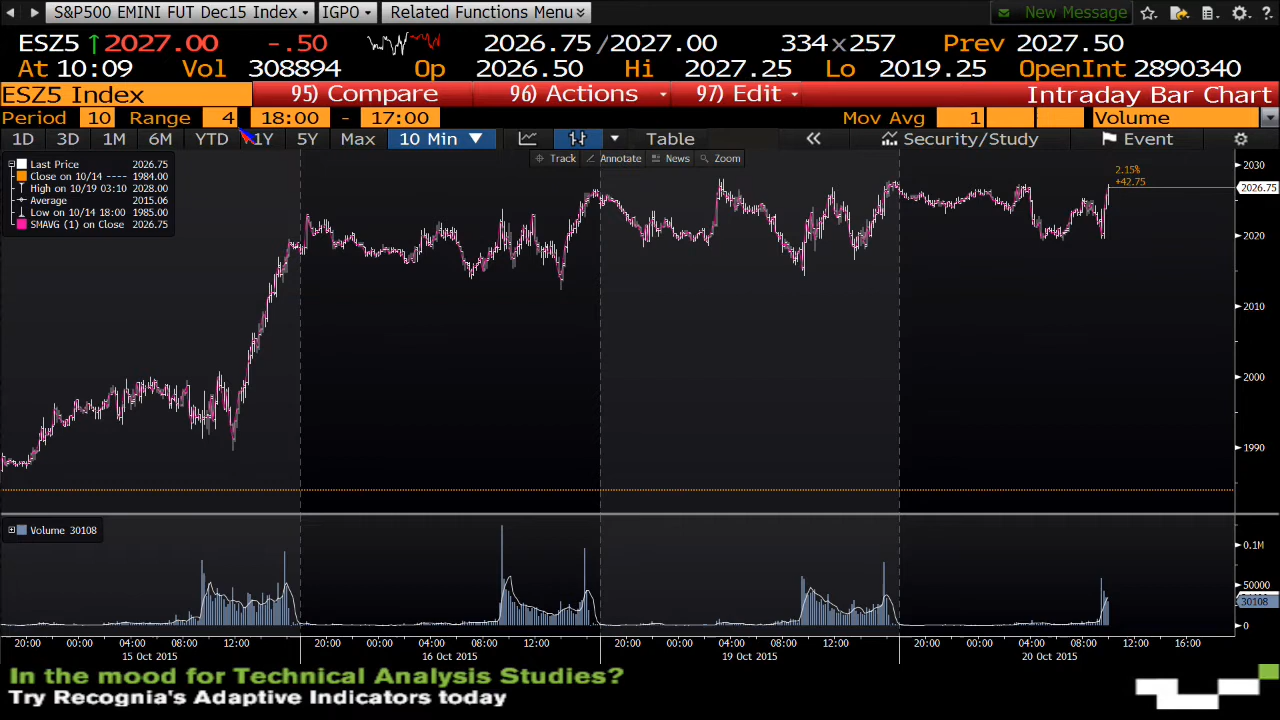 S&P500 EMINI FUT Dec15 Index IGPO Related Functions Menu New Message
ESZ5 2027.00 -.50 2026.75/2027.00 334x257 Prev 2027.50
At 10:09 Vol 308894 Op 2026.50 Hi 2027.25 Lo 2019.25 OpenInt 2890340
ESZ5 Index 95) Compare 96) Actions 97) Edit Intraday Bar Chart
Period 10 Range 4 18:00 - 17:00 Mov Avg 1 Volume
1D 3D 1M 6M YTD 1Y 5Y Max 10 Min Table Security/Study Event
Track Annotate News Zoom
Last Price 2026.75
Close on 10/14 ---- 1984.00
High on 10/19 03:10 2028.00
Average 2015.06
Low on 10/14 18:00 1985.00
SMAVG (1) on Close 2026.75
2.15%
+42.75
2030
2026.75
2020
2010
2000
1990
Volume 30108
0.1M
50000
30108
0
20:00 00:00 04:00 08:00 12:00 20:00 00:00 04:00 08:00 12:00 20:00 00:00 04:00 08:00 12:00 20:00 00:00 04:00 08:00 12:00 16:00
15 Oct 2015 16 Oct 2015 19 Oct 2015 20 Oct 2015
In the mood for Technical Analysis Studies?
Try Recognia's Adaptive Indicators today